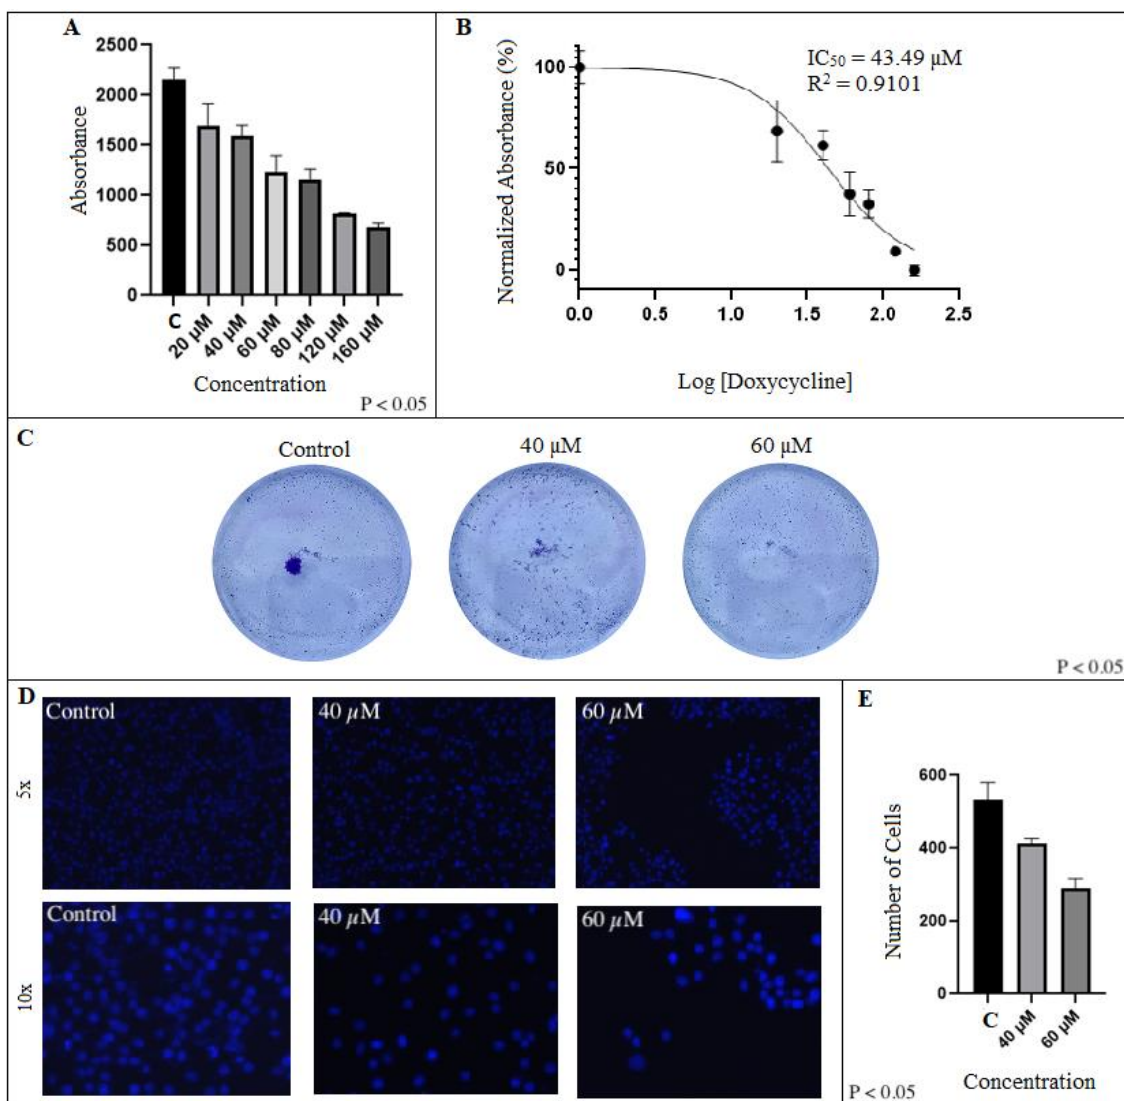 A
2500
2000
1500
1000
500
0
Absorbance
C
20 µM
40 µM
60 µM
80 µM
120 µM
160 µM
Concentration
P < 0.05
B
IC50 = 43.49 µM
R2 = 0.9101
100
50
0
Normalized Absorbance (%)
0.0 0.5 1.0 1.5 2.0 2.5
Log [Doxycycline]
C
Control
40 µM
60 µM
P < 0.05
D
Control
40 µM
60 µM
5x
Control
40 µM
60 µM
10x
E
600
400
200
0
Number of Cells
C
40 µM
60 µM
P < 0.05
Concentration